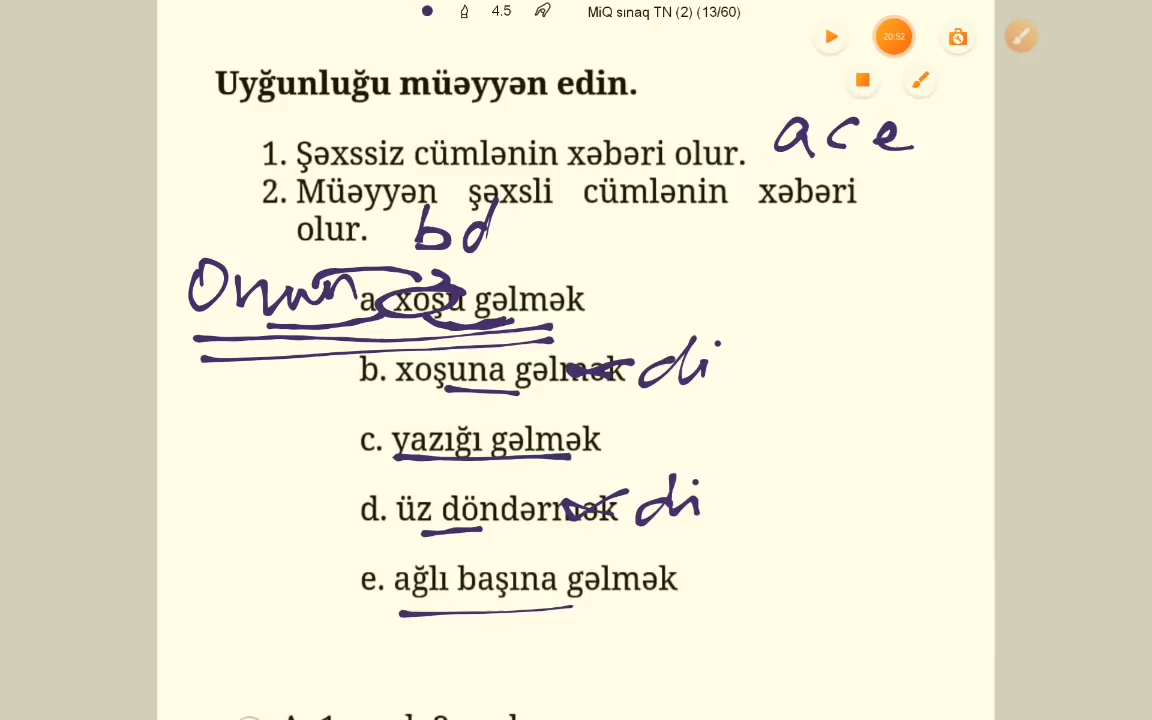 4.5 MiQ sınaq TN (2) (13/60)
20:52
Uyğunluğu müəyyən edin.
1. Şəxssiz cümlənin xəbəri olur. a c e
2. Müəyyən şəxsli cümlənin xəbəri
olur. b d
Onun a. xoşu gəlmək
b. xoşuna gəlmək di
c. yazığı gəlmək
d. üz döndərmək di
e. ağlı başına gəlmək